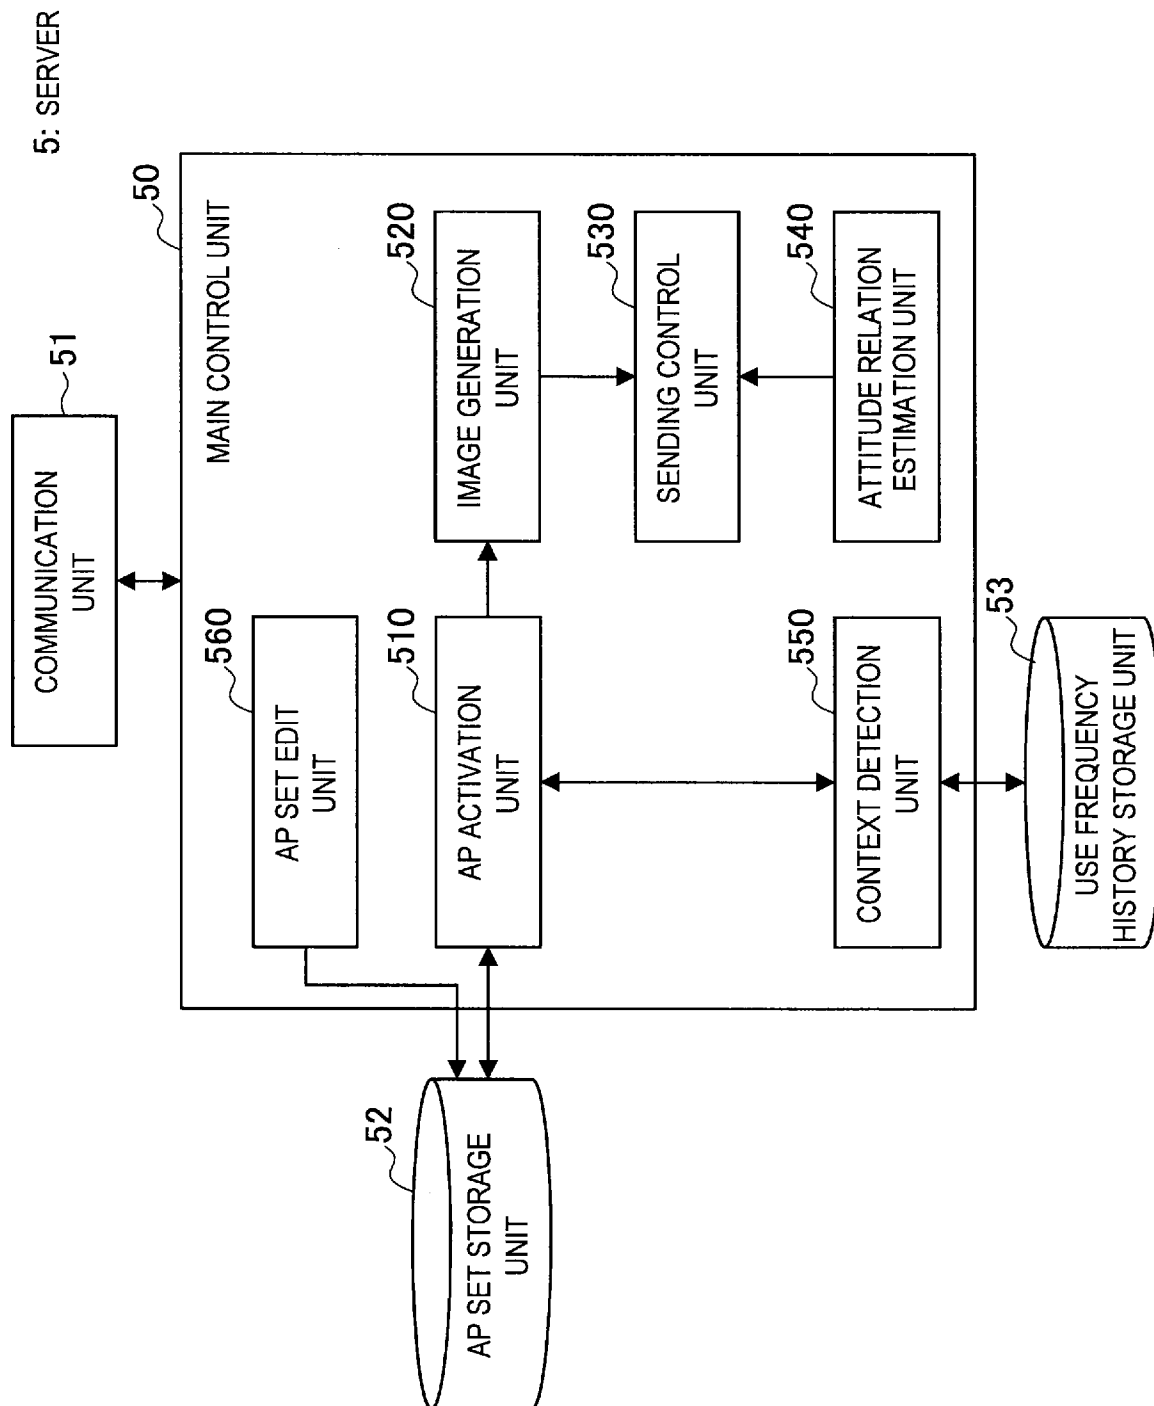 5: SERVER
51
COMMUNICATION
UNIT
50
MAIN CONTROL UNIT
560
AP SET EDIT
UNIT
52
AP SET STORAGE
UNIT
510
AP ACTIVATION
UNIT
520
IMAGE GENERATION
UNIT
530
SENDING CONTROL
UNIT
540
ATTITUDE RELATION
ESTIMATION UNIT
550
CONTEXT DETECTION
UNIT
53
USE FREQUENCY
HISTORY STORAGE UNIT